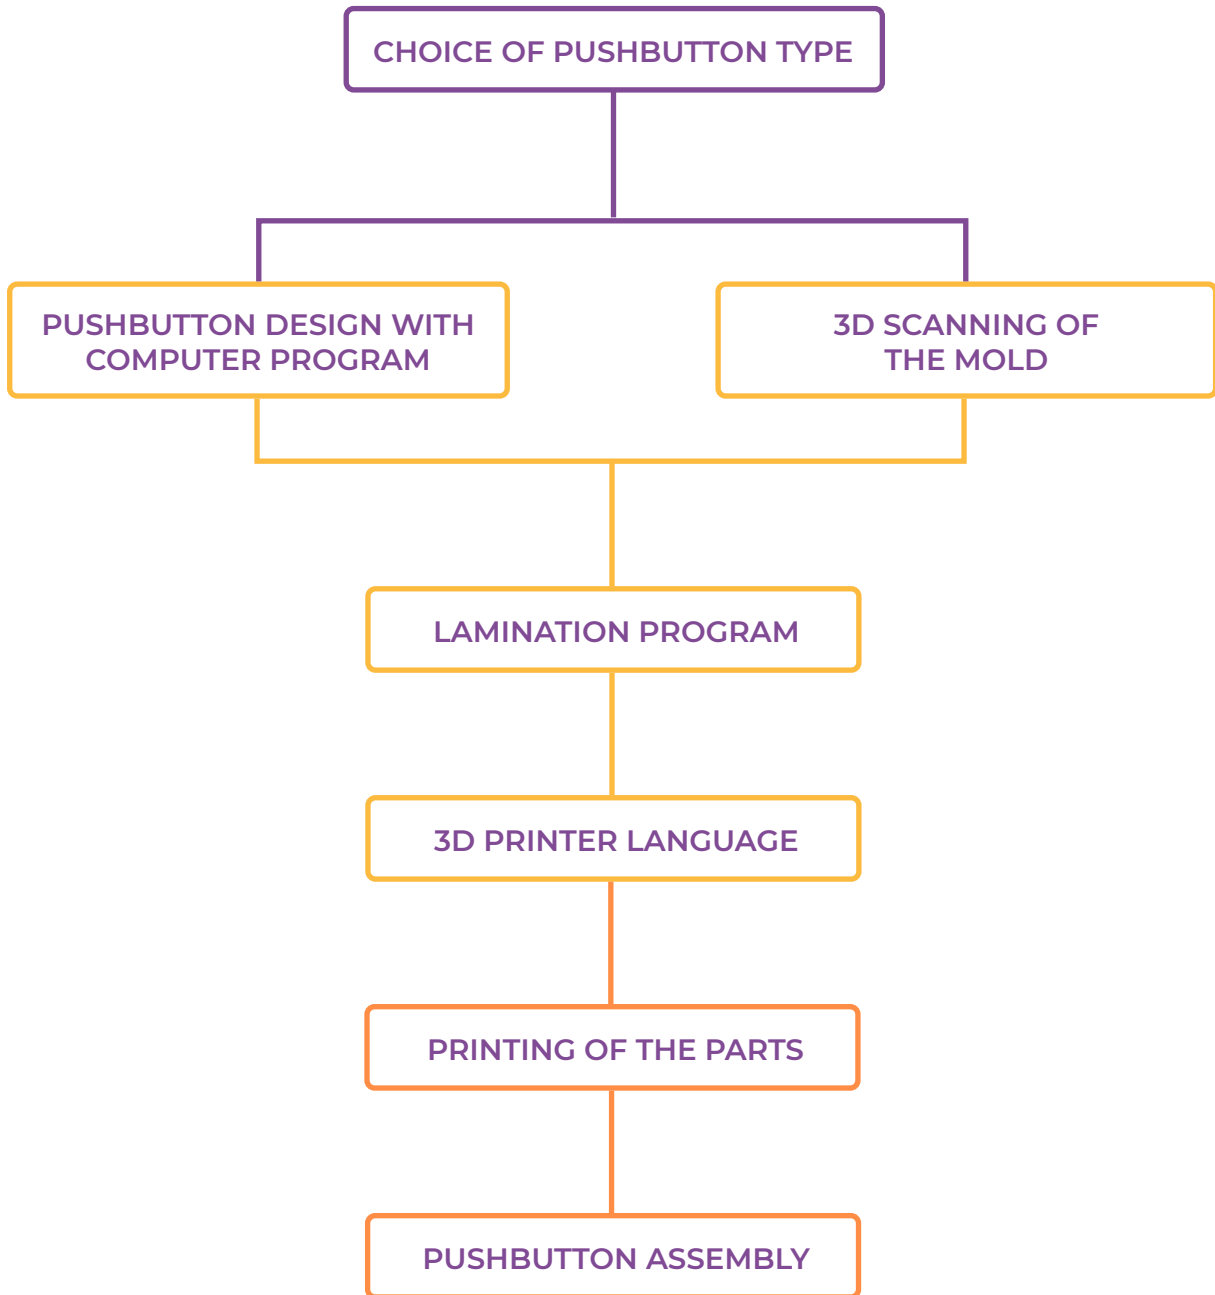 CHOICE OF PUSHBUTTON TYPE
PUSHBUTTON DESIGN WITH
COMPUTER PROGRAM
3D SCANNING OF
THE MOLD
LAMINATION PROGRAM
3D PRINTER LANGUAGE
PRINTING OF THE PARTS
PUSHBUTTON ASSEMBLY